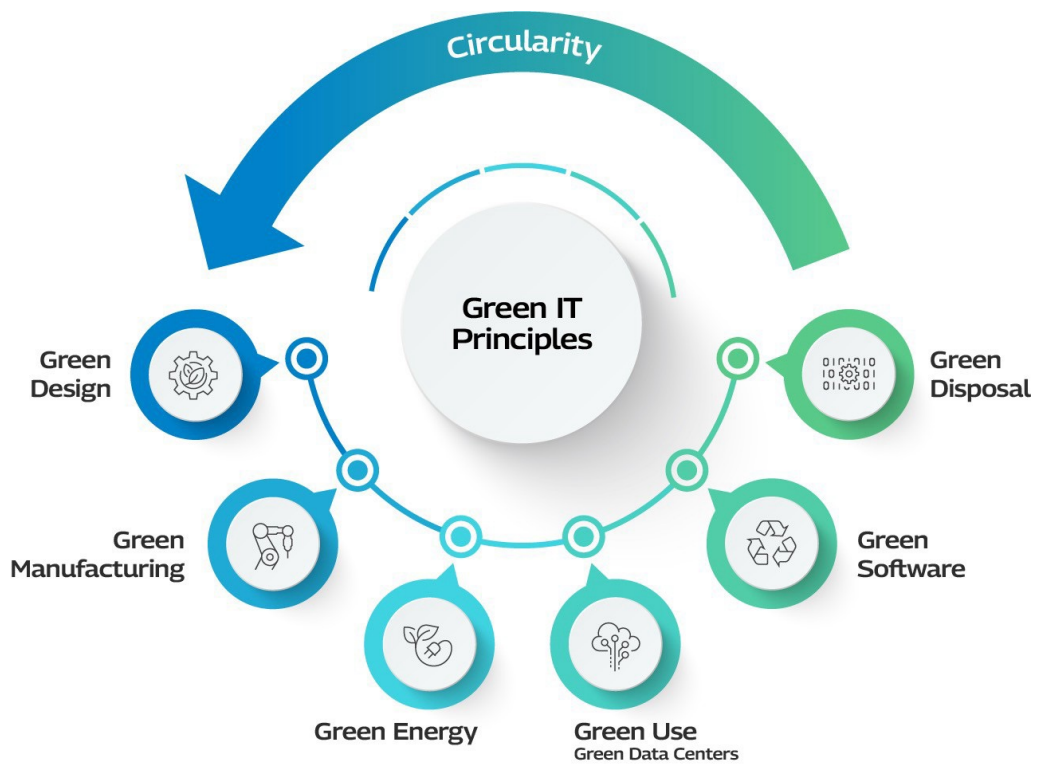 Circularity
Green IT
Principles
Green
Design
Green
Manufacturing
Green Energy
Green Use
Green Data Centers
Green
Software
Green
Disposal